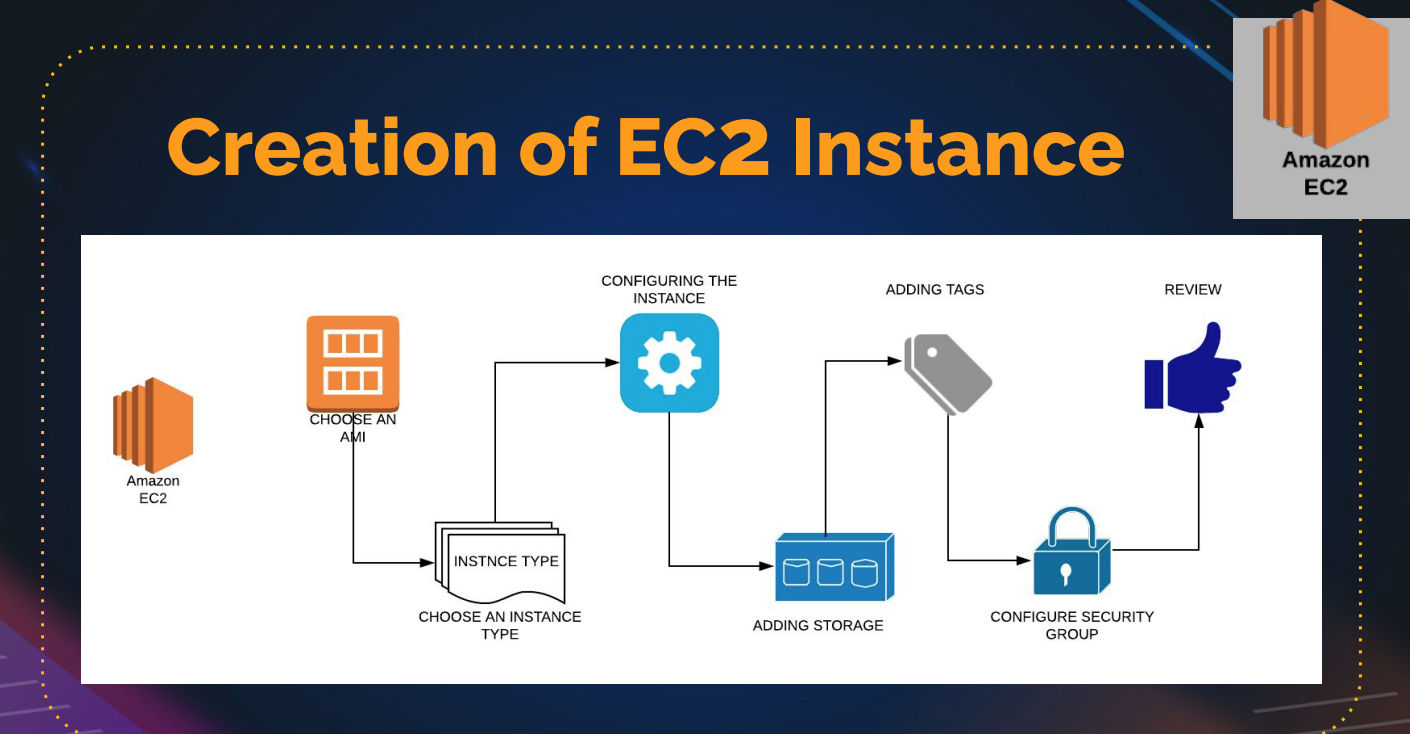 Creation of EC2 Instance
Amazon
EC2
Amazon
EC2
CHOOSE AN
AMI
INSTNCE TYPE
CHOOSE AN INSTANCE
TYPE
CONFIGURING THE
INSTANCE
ADDING STORAGE
ADDING TAGS
CONFIGURE SECURITY
GROUP
REVIEW